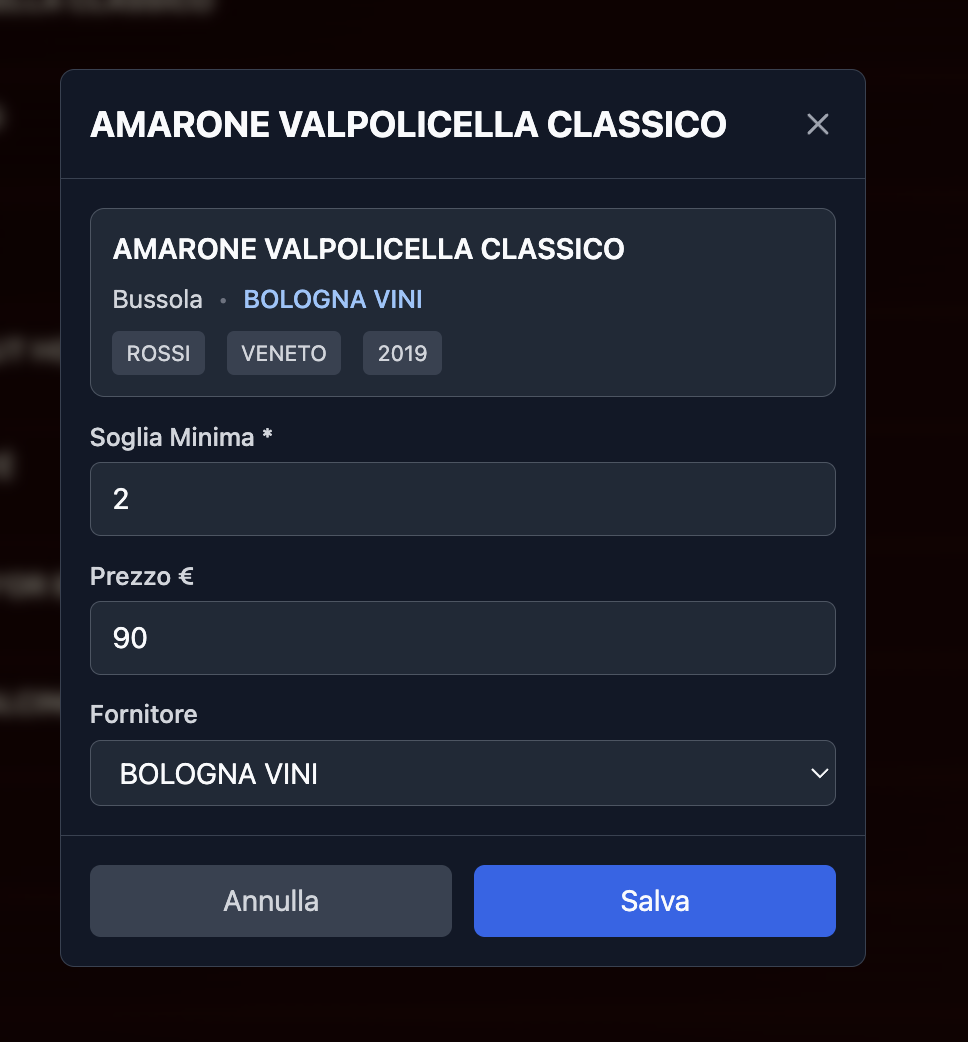 AMARONE VALPOLICELLA CLASSICO
AMARONE VALPOLICELLA CLASSICO
Bussola • BOLOGNA VINI
ROSSI VENETO 2019
Soglia Minima *
2
Prezzo €
90
Fornitore
BOLOGNA VINI
Annulla Salva